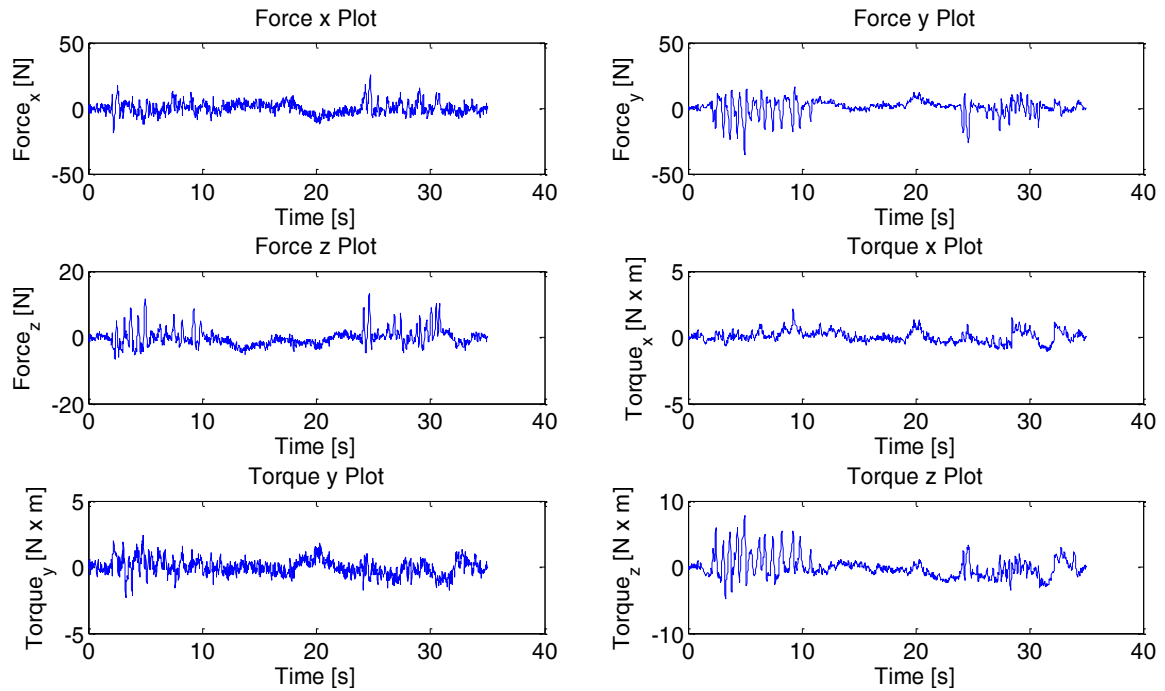 Force x Plot
50
0
-50
Force_x [N]
0 10 20 30 40
Time [s]
Force y Plot
50
0
-50
Force_y [N]
0 10 20 30 40
Time [s]
Force z Plot
20
0
-20
Force_z [N]
0 10 20 30 40
Time [s]
Torque x Plot
5
0
-5
Torque_x [N x m]
0 10 20 30 40
Time [s]
Torque y Plot
5
0
-5
Torque_y [N x m]
0 10 20 30 40
Time [s]
Torque z Plot
10
0
-10
Torque_z [N x m]
0 10 20 30 40
Time [s]